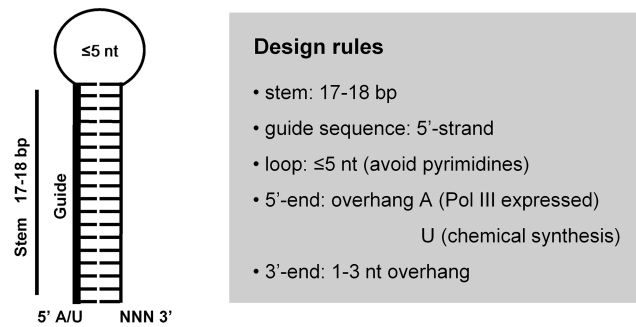 ≤5 nt
Stem 17-18 bp
Guide
5’ A/U
NNN 3’
Design rules
• stem: 17-18 bp
• guide sequence: 5’-strand
• loop: ≤5 nt (avoid pyrimidines)
• 5’-end: overhang A (Pol III expressed)
U (chemical synthesis)
• 3’-end: 1-3 nt overhang